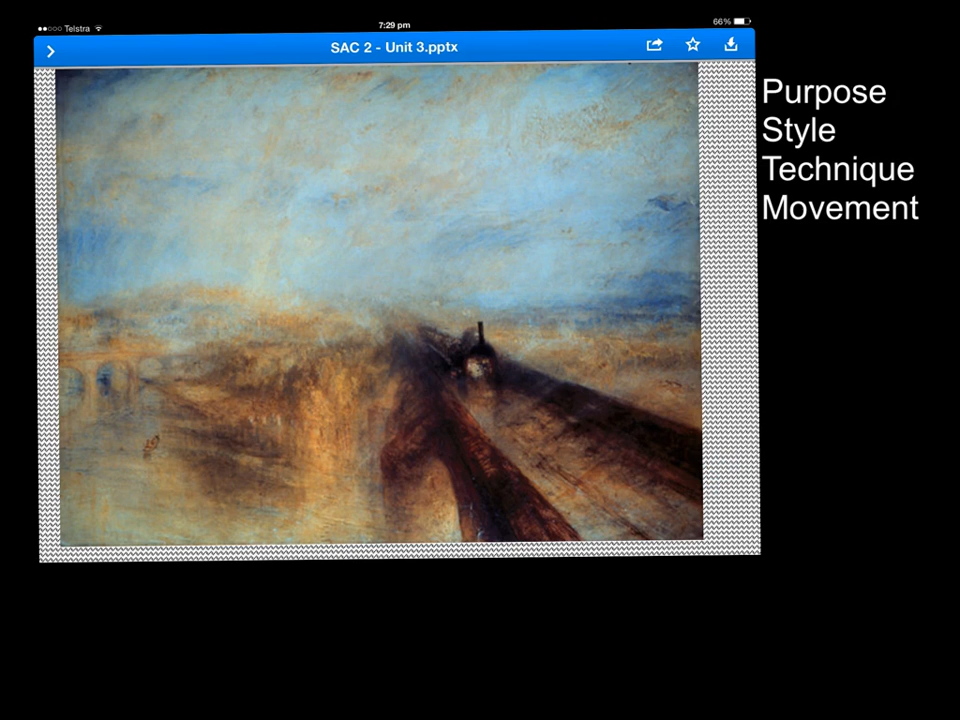 Telstra
7:29 pm
66%
SAC 2 - Unit 3.pptx
Purpose
Style
Technique
Movement